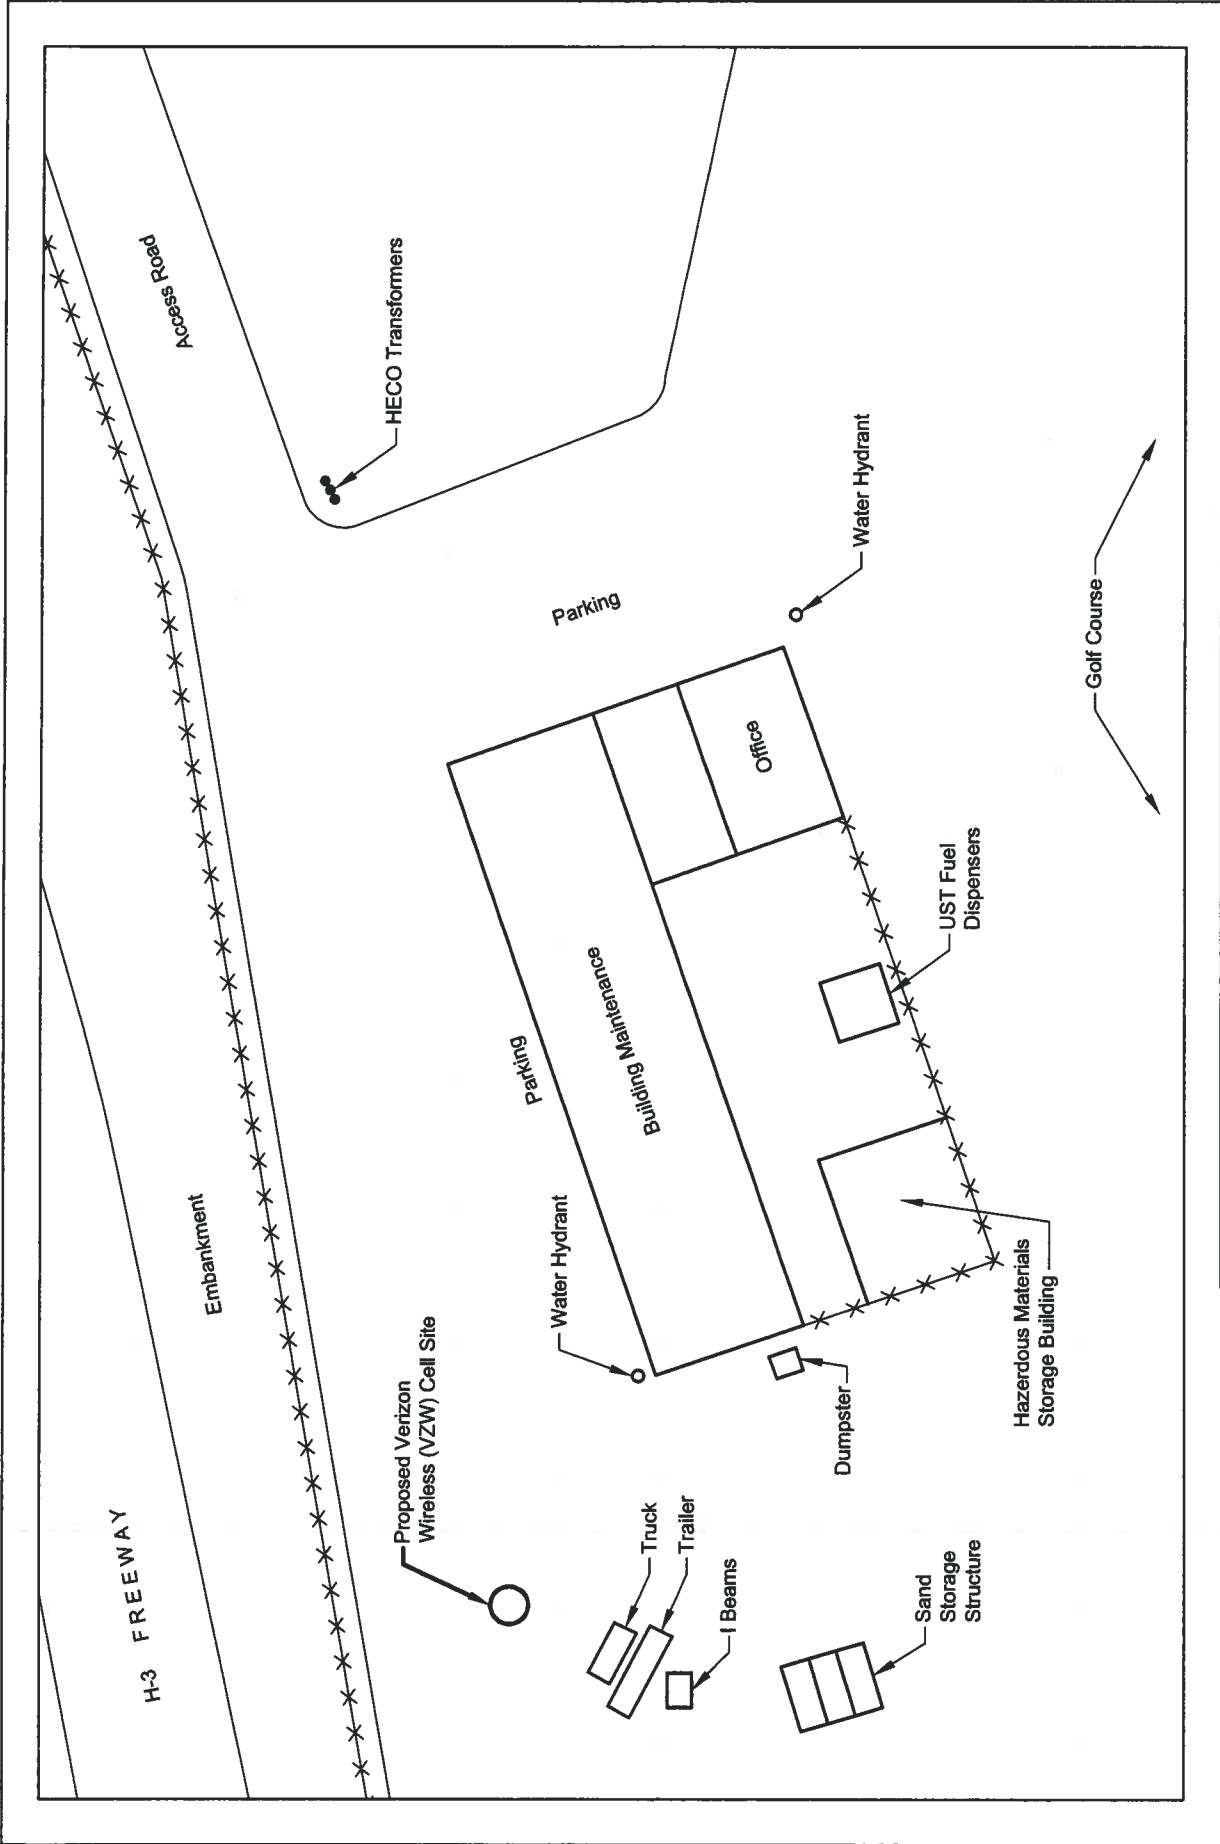 H-3 FREEWAY
Embankment
Access Road
Proposed Verizon
Wireless (VZW) Cell Site
HECO Transformers
Water Hydrant
Parking
Parking
Building Maintenance
Office
Water Hydrant
Truck
Trailer
I Beams
Dumpster
UST Fuel
Dispensers
Sand
Storage
Structure
Hazerdous Materials
Storage Building
Golf Course